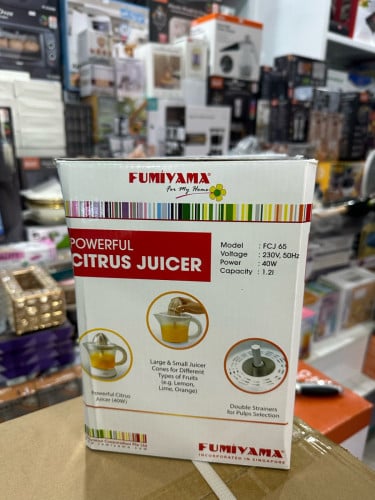 FUMIYAMA
For My Home
POWERFUL
CITRUS JUICER
Model : FCJ 65
Voltage : 230V, 50Hz
Power : 40W
Capacity : 1.2l
Large & Small Juicer
Cones for Different
Types of Fruits
(e.g. Lemon,
Lime, Orange)
Powerful Citrus
Juicer (40W)
Double Strainers
for Pulps Selection
FUMIYAMA
INCORPORATED IN SINGAPORE